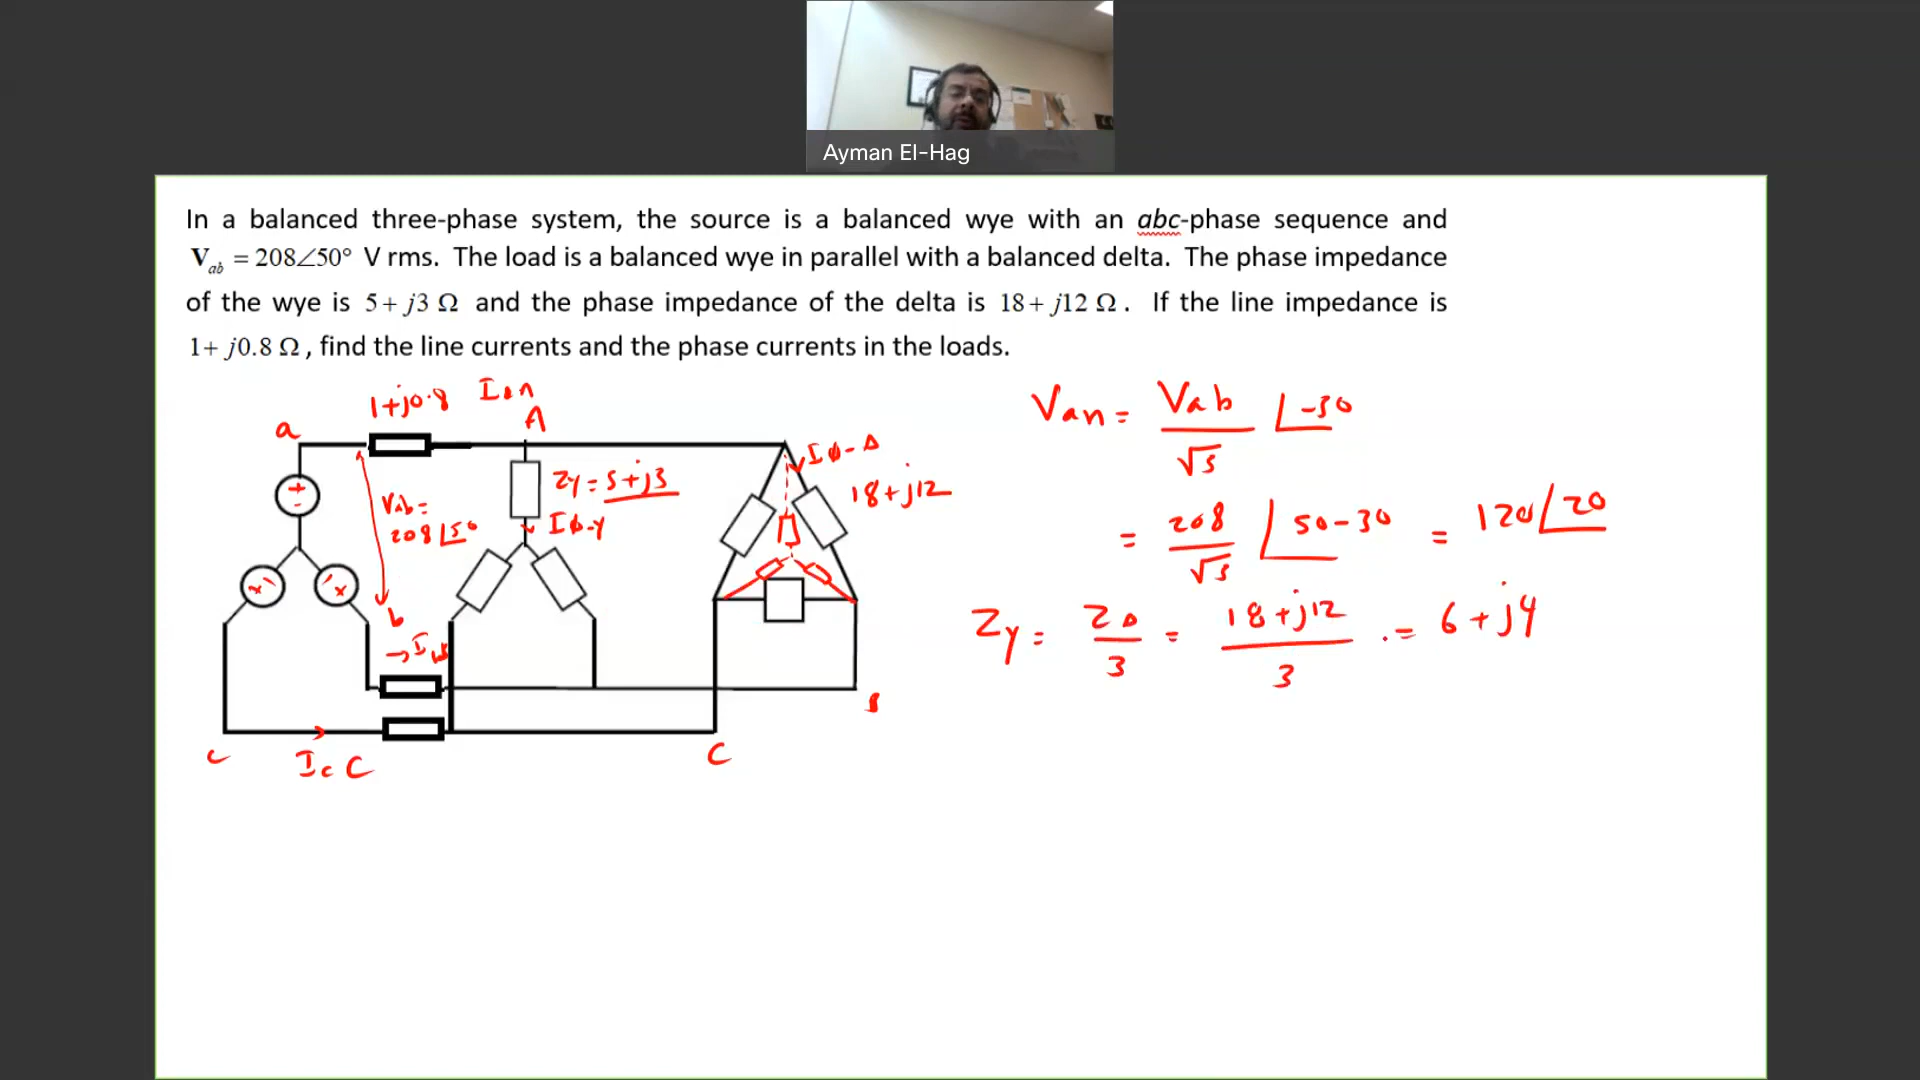 Ayman El-Hag
In a balanced three-phase system, the source is a balanced wye with an abc-phase sequence and
V_ab = 208∠50° V rms. The load is a balanced wye in parallel with a balanced delta. The phase impedance
of the wye is 5 + j3 Ω and the phase impedance of the delta is 18 + j12 Ω. If the line impedance is
1 + j0.8 Ω, find the line currents and the phase currents in the loads.
1+j0.8 IaA
a A
Zy = 5+j3
Iϕ-y
Vab =
208∠50
b
Iϕ-Δ
18+j12
B
c
IcC
C
Van = Vab/√3 ∠-30
= 208/√3 ∠50-30 = 120∠20
Zy = ZΔ/3 = 18+j12/3 = 6+j4